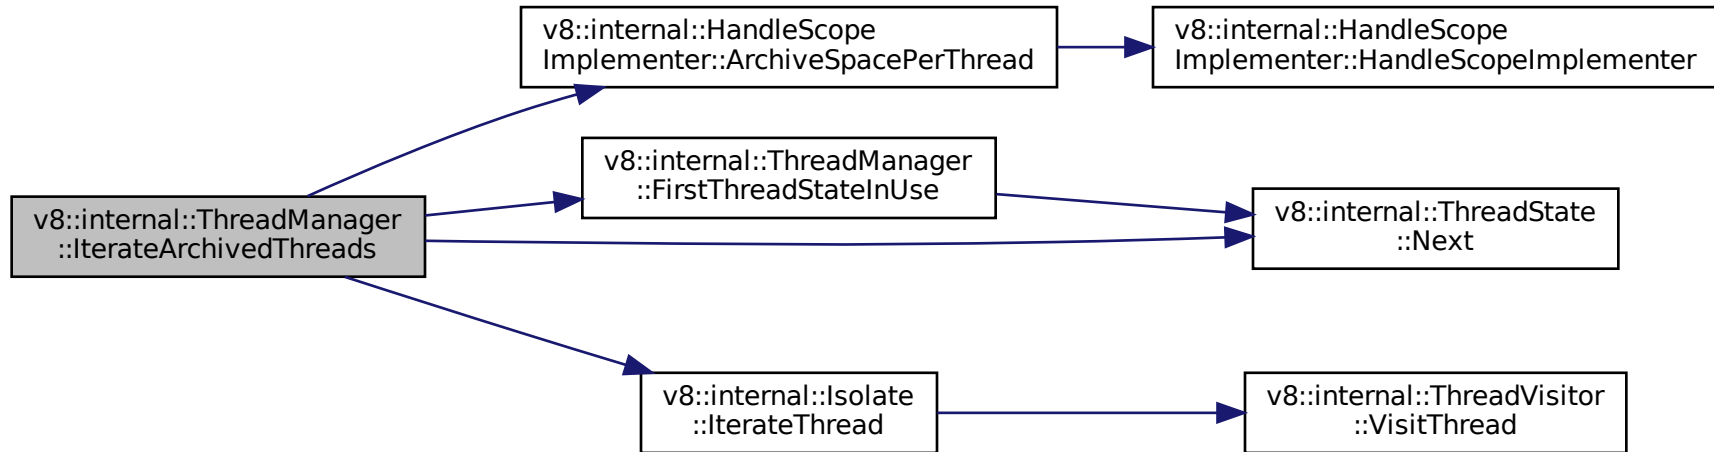 v8::internal::ThreadManager
::IterateArchivedThreads
v8::internal::HandleScope
Implementer::ArchiveSpacePerThread
v8::internal::HandleScope
Implementer::HandleScopeImplementer
v8::internal::ThreadManager
::FirstThreadStateInUse
v8::internal::ThreadState
::Next
v8::internal::Isolate
::IterateThread
v8::internal::ThreadVisitor
::VisitThread